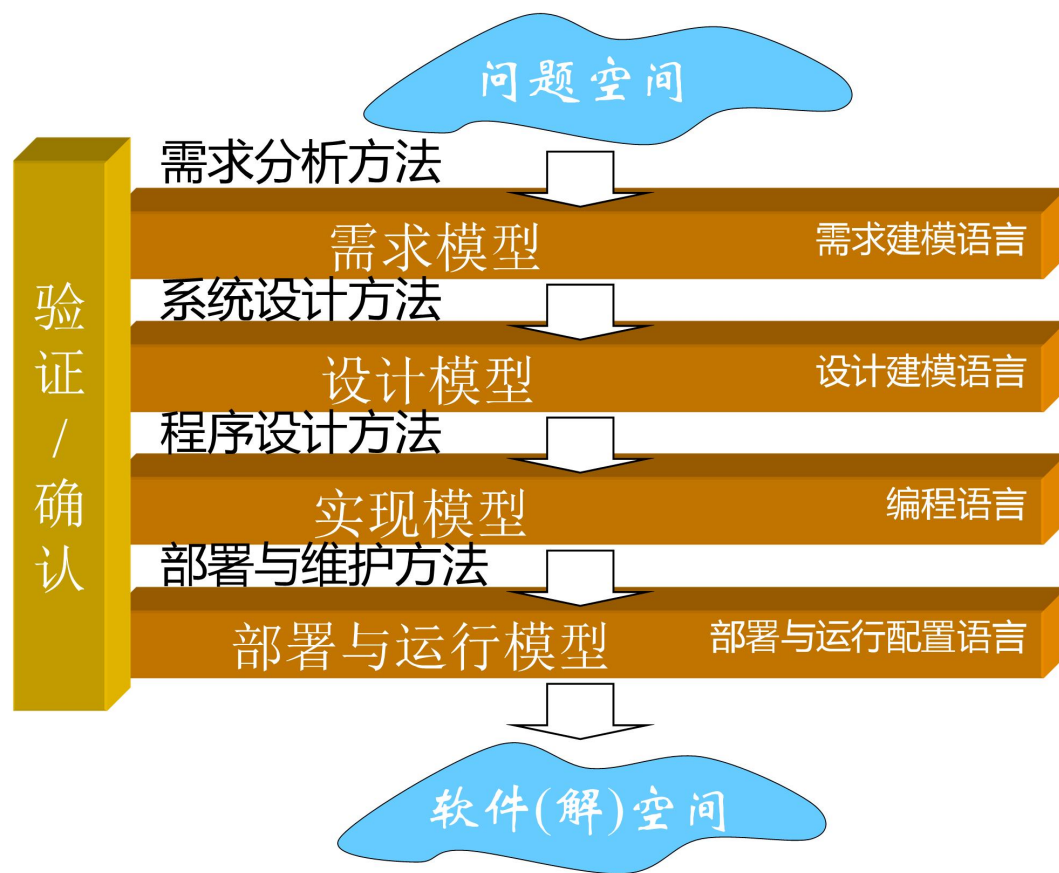 问题空间
需求分析方法
需求模型
需求建模语言
系统设计方法
设计模型
设计建模语言
程序设计方法
实现模型
编程语言
部署与维护方法
部署与运行模型
部署与运行配置语言
验证/确认
软件(解)空间